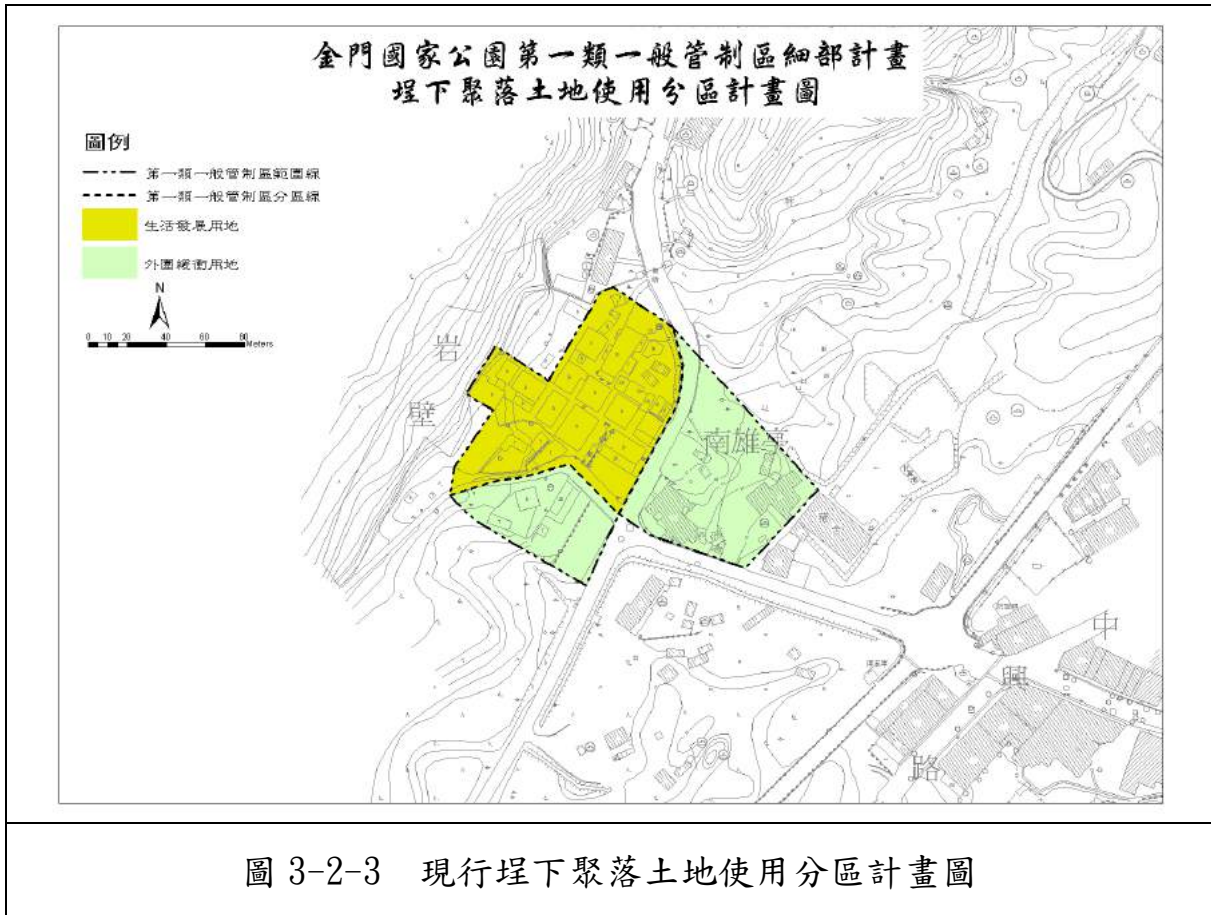 金門國家公園第一類一般管制區細部計畫
埕下聚落土地使用分區計畫圖
圖例
第一類一般管制區範圍線
第一類一般管制區分區線
生活發展用地
外圍緩衝用地
N
0 10 20 40 60 80
Meters
岩
壁
南雄
中
興
路
圖 3-2-3 現行埕下聚落土地使用分區計畫圖